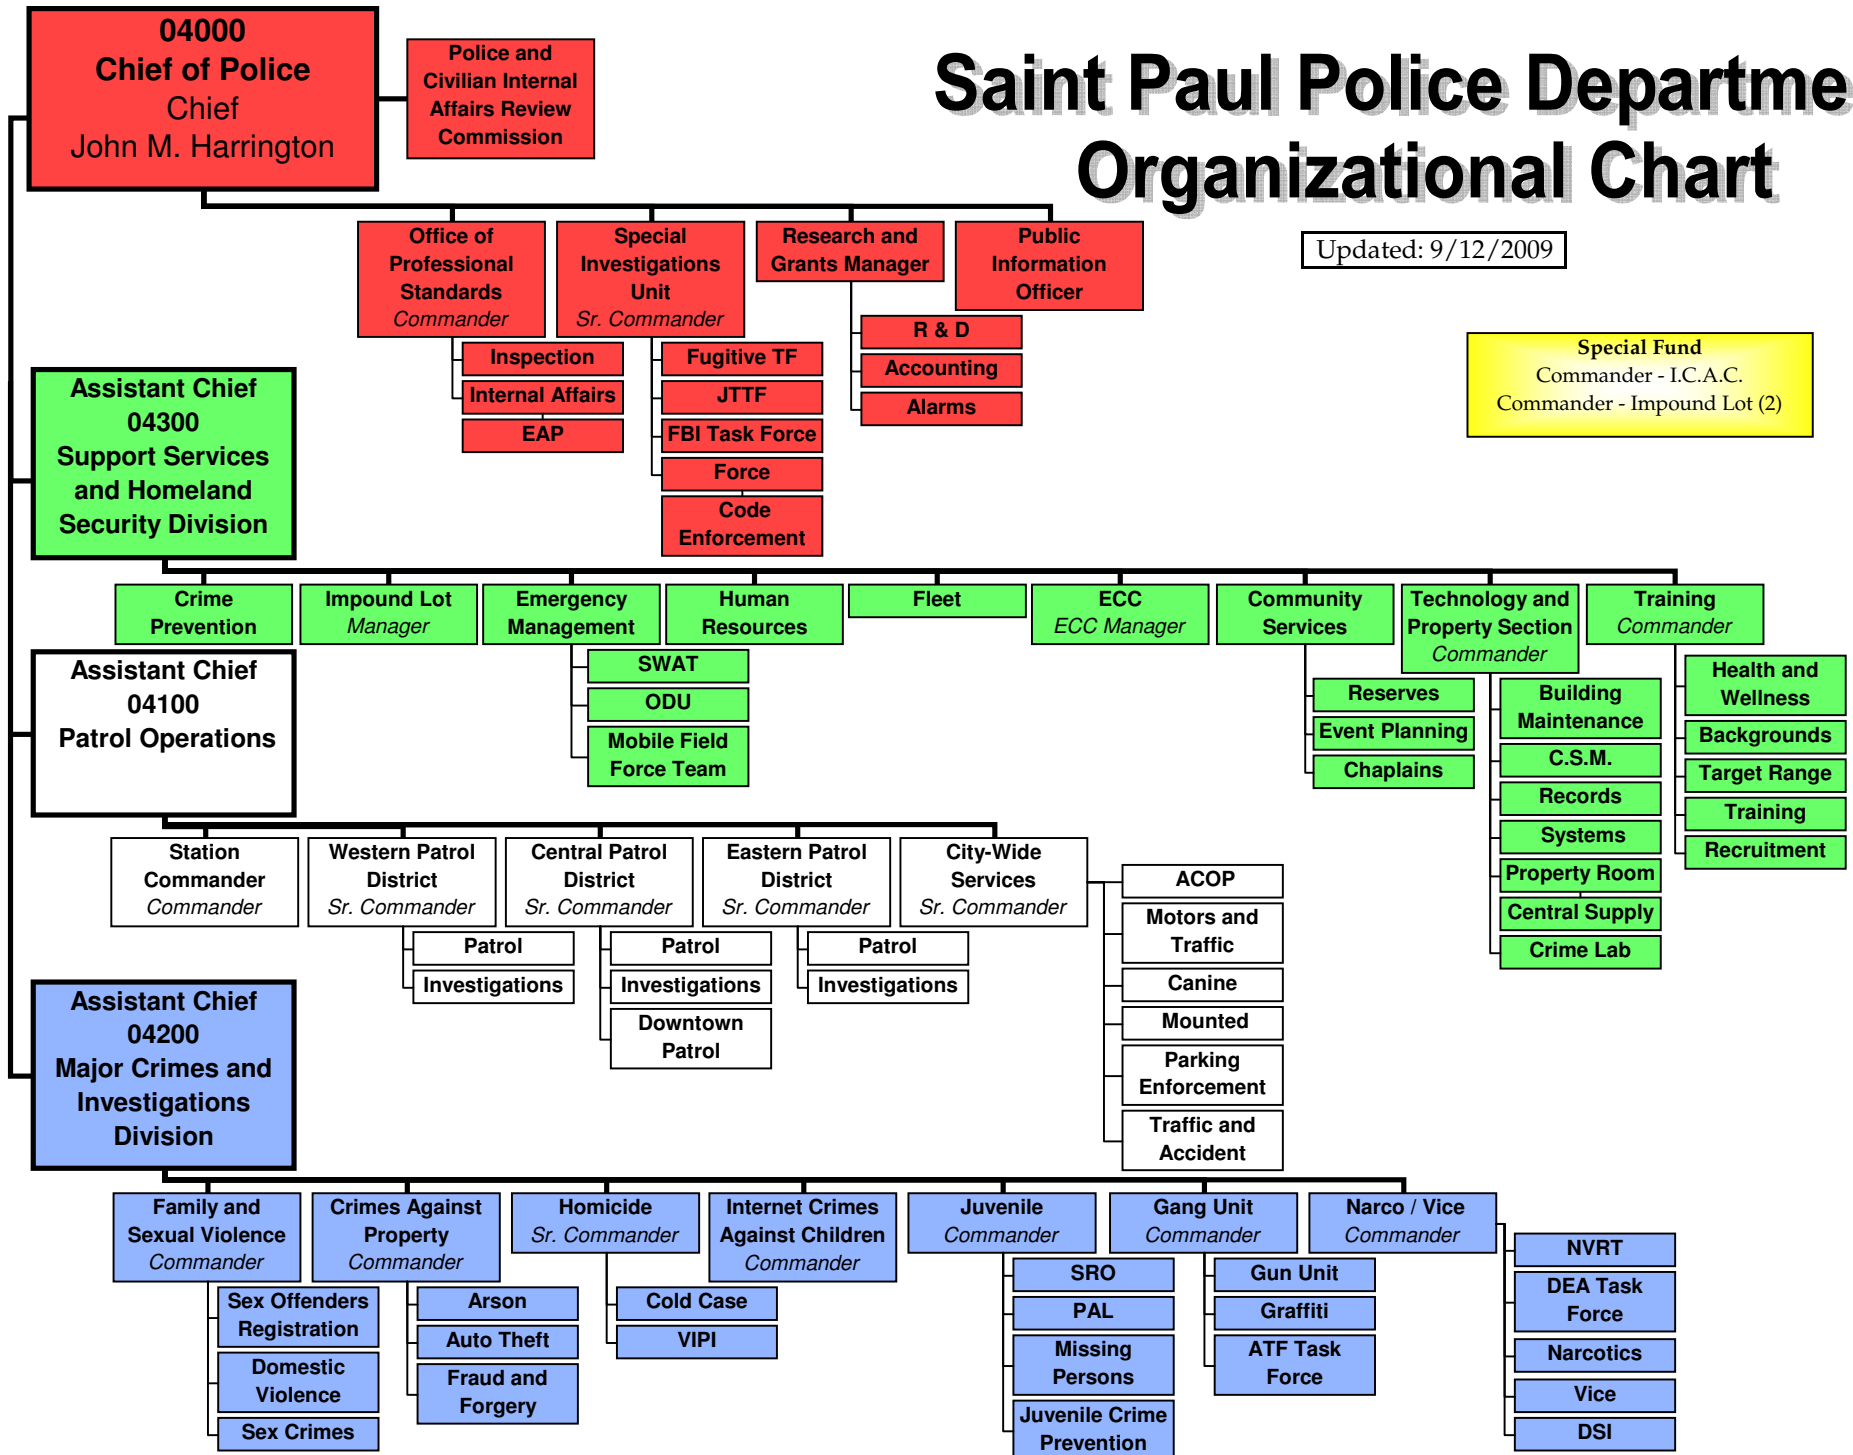 04000
Chief of Police
Chief
John M. Harrington
Police and
Civilian Internal
Affairs Review
Commission
Saint Paul Police Departme
Organizational Chart
Updated: 9/12/2009
Office of
Professional
Standards
Commander
Inspection
Internal Affairs
EAP
Special
Investigations
Unit
Sr. Commander
Fugitive TF
JTTF
FBI Task Force
Force
Code
Enforcement
Research and
Grants Manager
R & D
Accounting
Alarms
Public
Information
Officer
Special Fund
Commander - I.C.A.C.
Commander - Impound Lot (2)
Assistant Chief
04300
Support Services
and Homeland
Security Division
Crime
Prevention
Impound Lot
Manager
Emergency
Management
SWAT
ODU
Mobile Field
Force Team
Human
Resources
Fleet
ECC
ECC Manager
Community
Services
Reserves
Event Planning
Chaplains
Technology and
Property Section
Commander
Building
Maintenance
C.S.M.
Records
Systems
Property Room
Central Supply
Crime Lab
Training
Commander
Health and
Wellness
Backgrounds
Target Range
Training
Recruitment
Assistant Chief
04100
Patrol Operations
Station
Commander
Commander
Western Patrol
District
Sr. Commander
Patrol
Investigations
Central Patrol
District
Sr. Commander
Patrol
Investigations
Downtown
Patrol
Eastern Patrol
District
Sr. Commander
Patrol
Investigations
City-Wide
Services
Sr. Commander
ACOP
Motors and
Traffic
Canine
Mounted
Parking
Enforcement
Traffic and
Accident
Assistant Chief
04200
Major Crimes and
Investigations
Division
Family and
Sexual Violence
Commander
Sex Offenders
Registration
Domestic
Violence
Sex Crimes
Crimes Against
Property
Commander
Arson
Auto Theft
Fraud and
Forgery
Homicide
Sr. Commander
Cold Case
VIPI
Internet Crimes
Against Children
Commander
Juvenile
Commander
SRO
PAL
Missing
Persons
Juvenile Crime
Prevention
Gang Unit
Commander
Gun Unit
Graffiti
ATF Task
Force
Narco / Vice
Commander
NVRT
DEA Task
Force
Narcotics
Vice
DSI